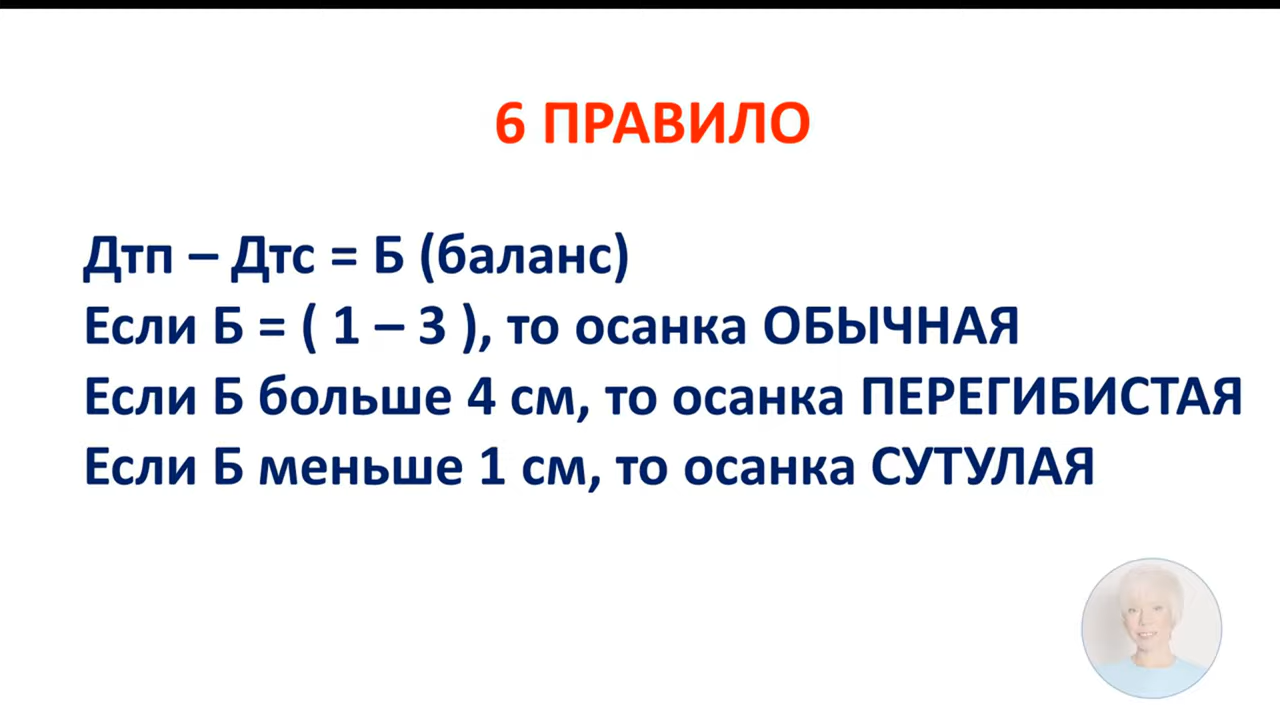 6 ПРАВИЛО
Дтп – Дтс = Б (баланс)
Если Б = ( 1 – 3 ), то осанка ОБЫЧНАЯ
Если Б больше 4 см, то осанка ПЕРЕГИБИСТАЯ
Если Б меньше 1 см, то осанка СУТУЛАЯ